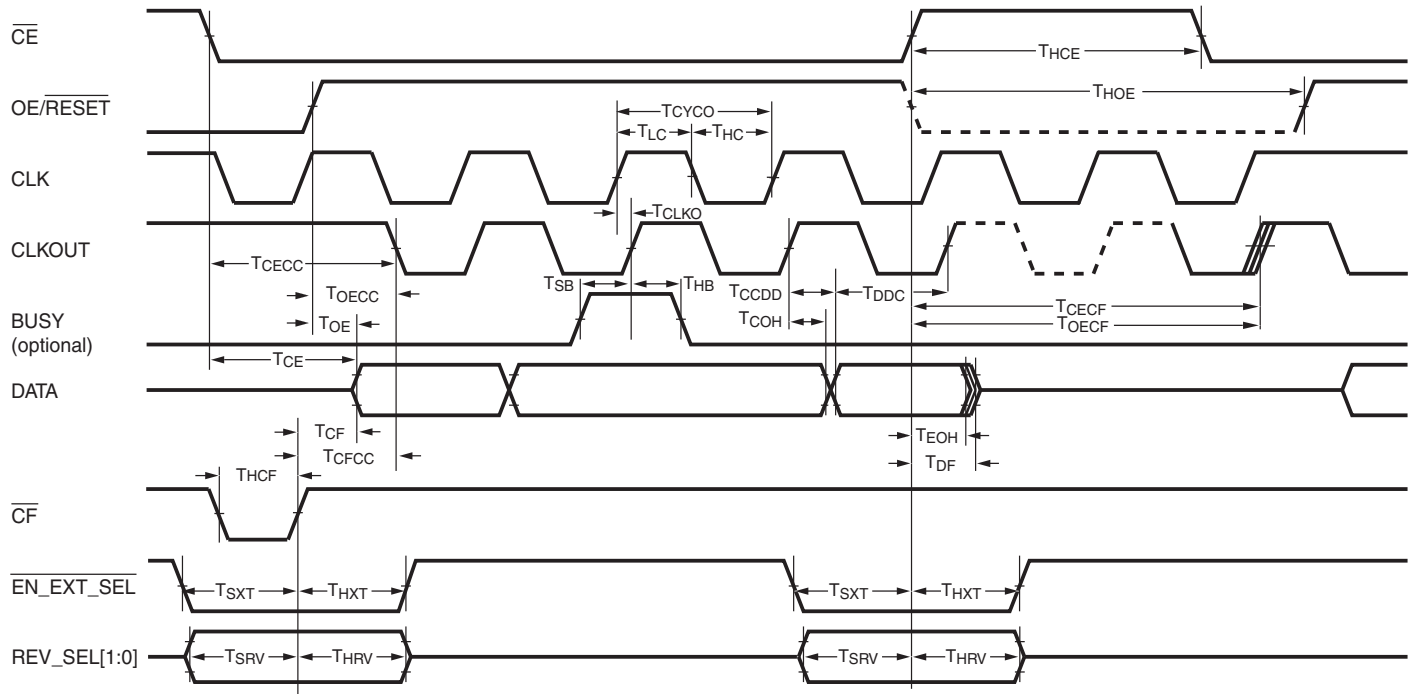 CE
THCE
OE/RESET
THOE
TCYCO
TLC
THC
CLK
TCLKO
CLKOUT
TCECC
TSB
THB
TCCDD
TDDC
TOECC
TCECF
TCOH
TOECF
TOE
BUSY
(optional)
TCE
DATA
TCF
TEOH
TCFCC
TDF
THCF
CF
EN_EXT_SEL
TSXT
THXT
TSXT
THXT
REV_SEL[1:0]
TSRV
THRV
TSRV
THRV